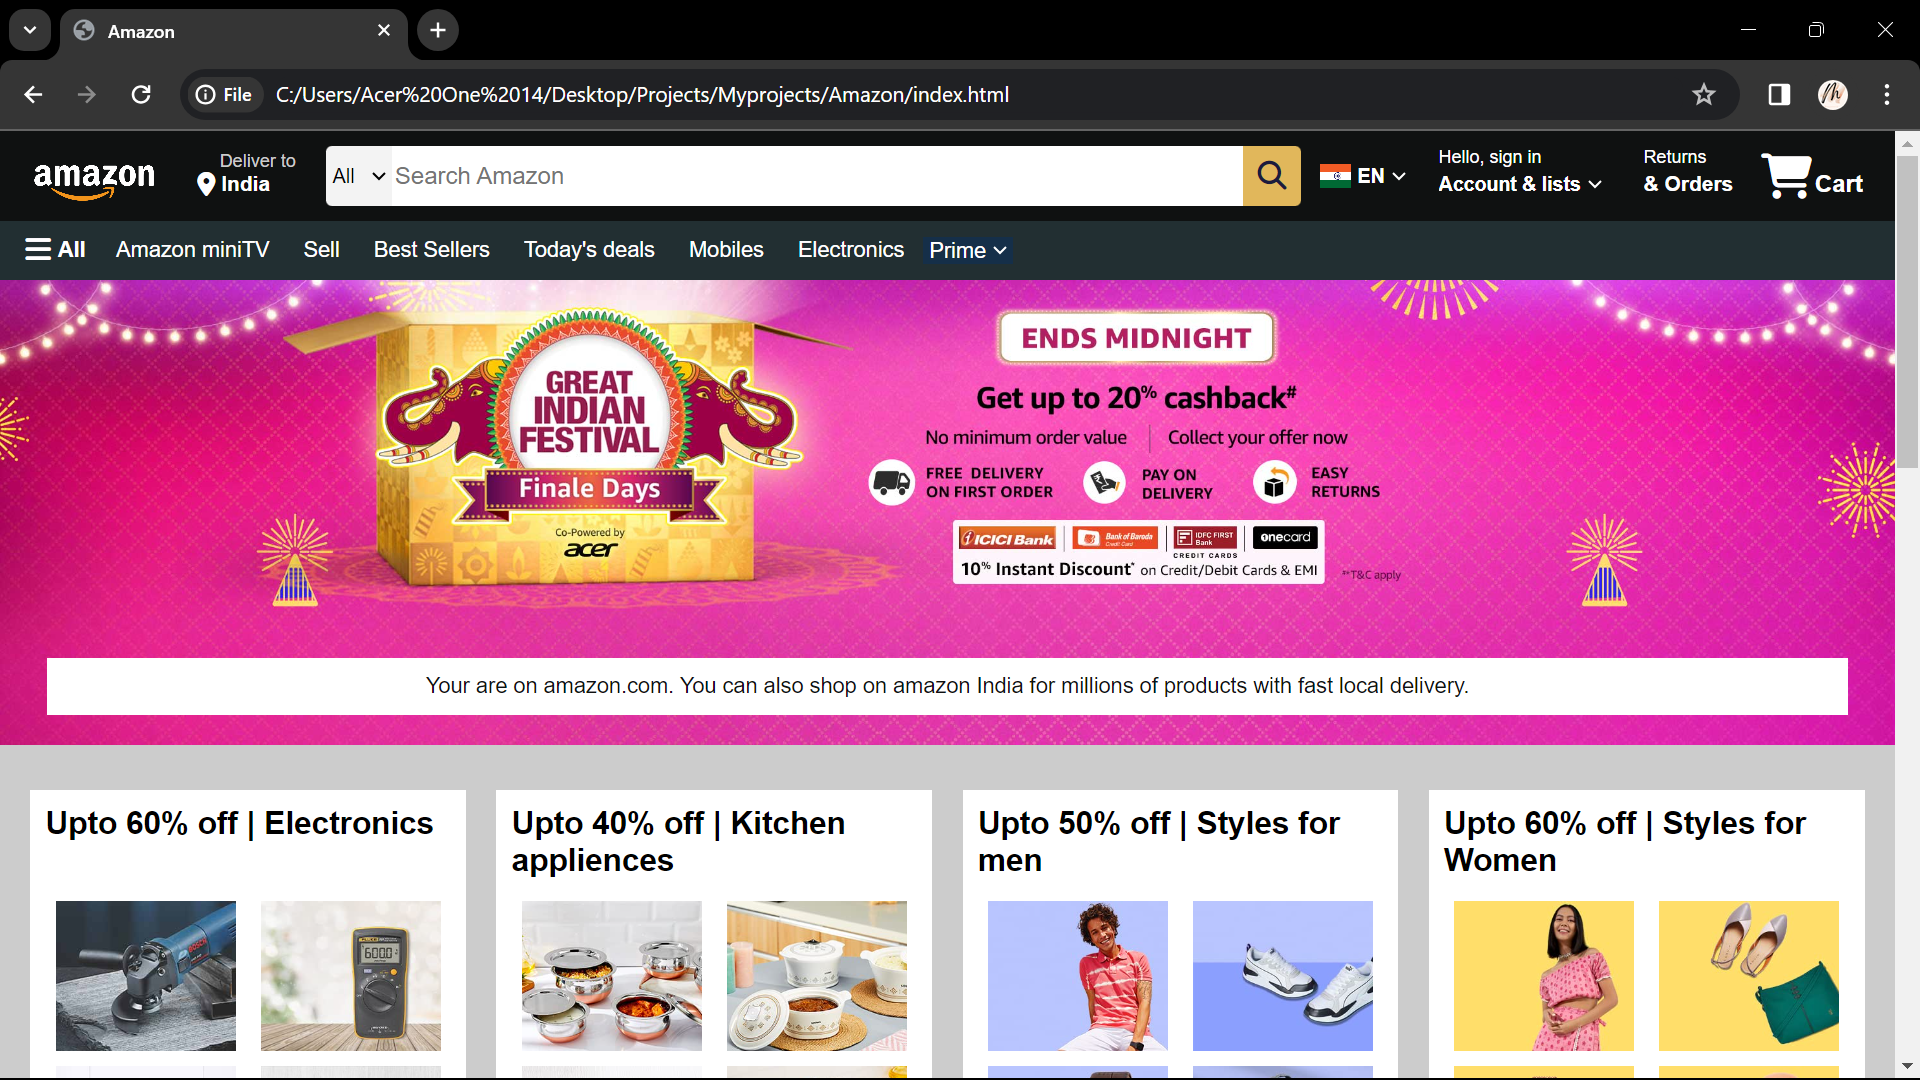 Amazon
File C:/Users/Acer%20One%2014/Desktop/Projects/Myprojects/Amazon/index.html
amazon
Deliver to
India
All Search Amazon
EN
Hello, sign in
Account & lists
Returns
& Orders
Cart
All Amazon miniTV Sell Best Sellers Today's deals Mobiles Electronics Prime
GREAT
INDIAN
FESTIVAL
Finale Days
Co-Powered by
acer
ENDS MIDNIGHT
Get up to 20% cashback#
No minimum order value | Collect your offer now
FREE DELIVERY
ON FIRST ORDER
PAY ON
DELIVERY
EASY
RETURNS
ICICI Bank
Bank of Baroda
Credit Card
IDFC FIRST
Bank
CREDIT CARDS
onecard
10% Instant Discount* on Credit/Debit Cards & EMI
#*T&C apply
Your are on amazon.com. You can also shop on amazon India for millions of products with fast local delivery.
Upto 60% off | Electronics
Upto 40% off | Kitchen
appliences
Upto 50% off | Styles for
men
Upto 60% off | Styles for
Women
BOSCH
FLUKE
600.0